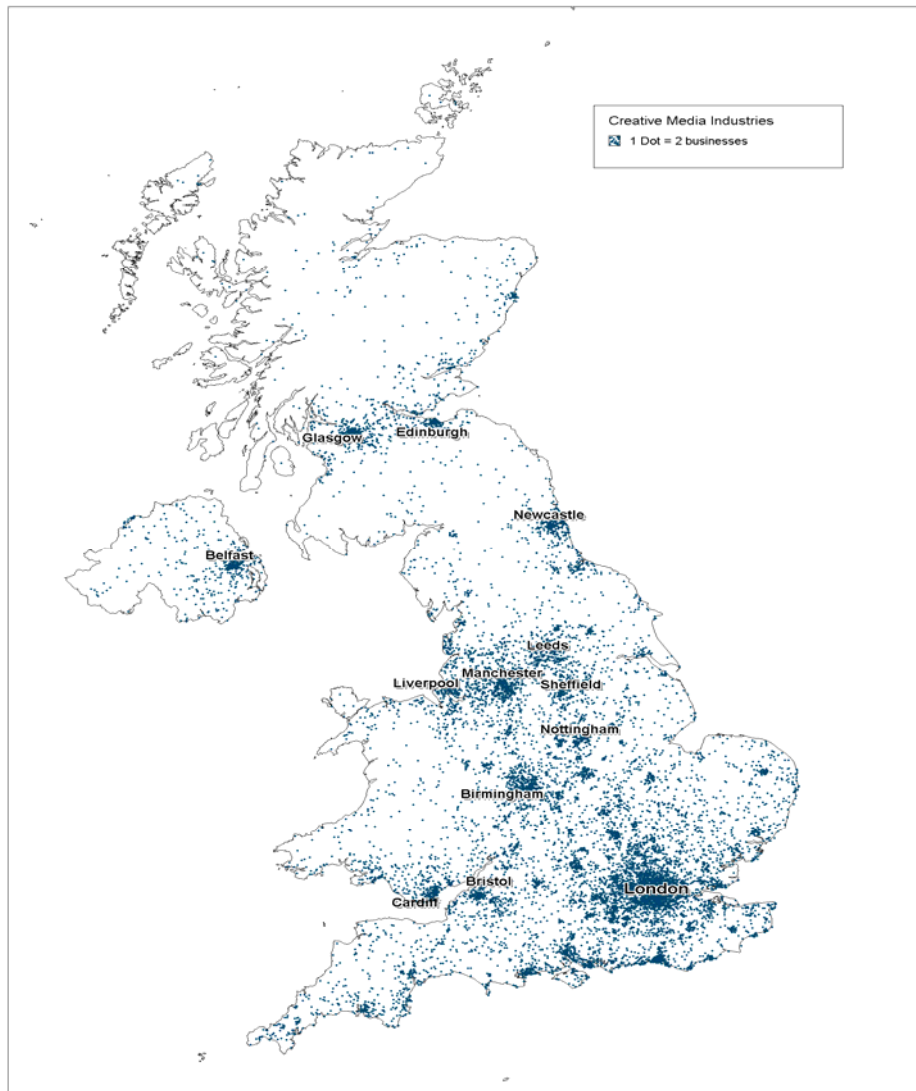 Creative Media Industries
1 Dot = 2 businesses
Glasgow
Edinburgh
Newcastle
Belfast
Leeds
Manchester
Liverpool
Sheffield
Nottingham
Birmingham
London
Bristol
Cardiff